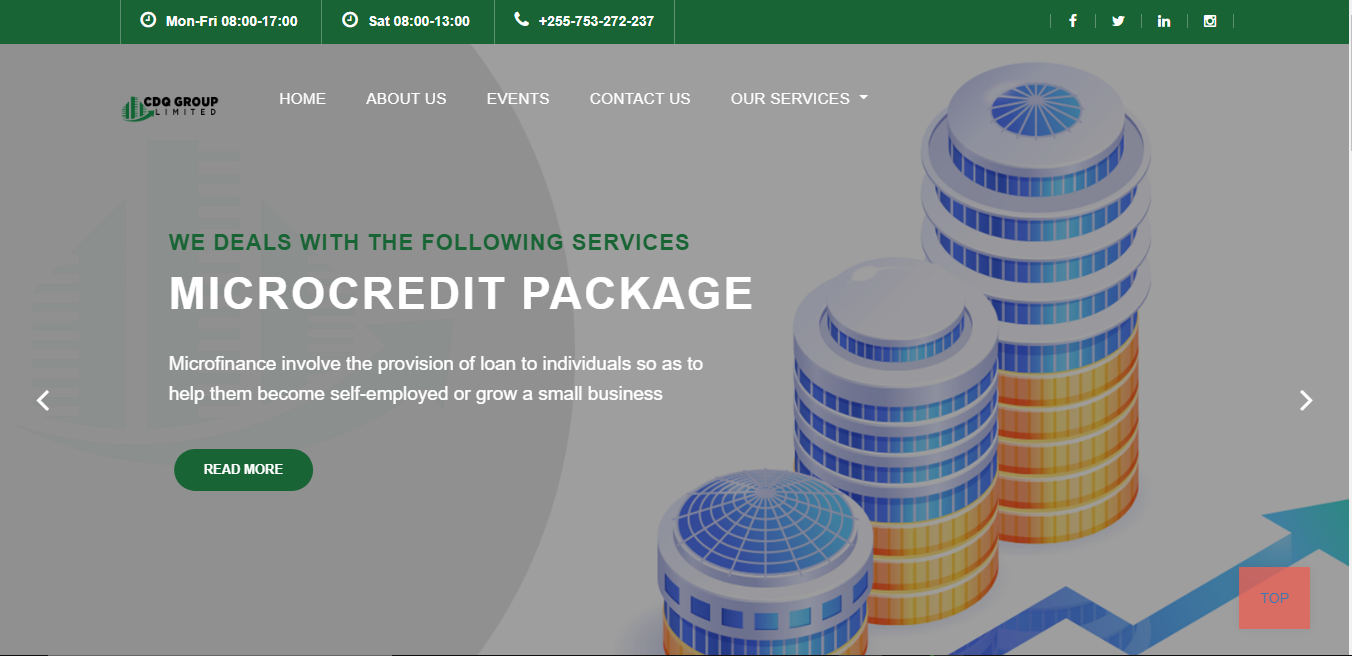 Mon-Fri 08:00-17:00
Sat 08:00-13:00
+255-753-272-237
CDQ GROUP
LIMITED
HOME
ABOUT US
EVENTS
CONTACT US
OUR SERVICES
WE DEALS WITH THE FOLLOWING SERVICES
MICROCREDIT PACKAGE
Microfinance involve the provision of loan to individuals so as to
help them become self-employed or grow a small business
READ MORE
TOP